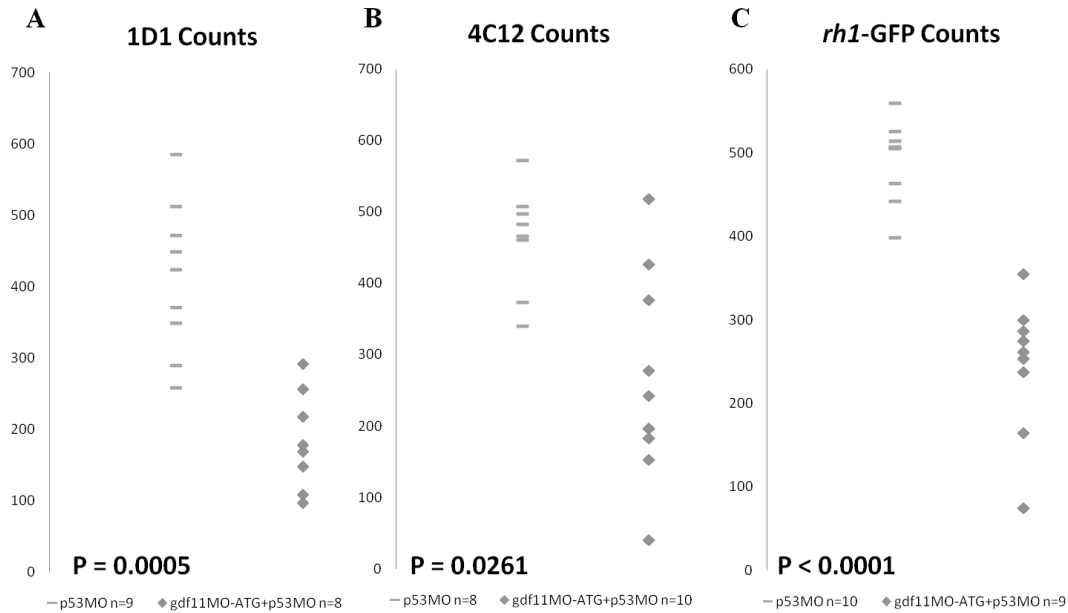 A
1D1 Counts
700
600
500
400
300
200
100
0
P = 0.0005
p53MO n=9 gdf11MO-ATG+p53MO n=8
B
4C12 Counts
700
600
500
400
300
200
100
0
P = 0.0261
p53MO n=8 gdf11MO-ATG+p53MO n=10
C
rh1-GFP Counts
600
500
400
300
200
100
0
P < 0.0001
p53MO n=10 gdf11MO-ATG+p53MO n=9